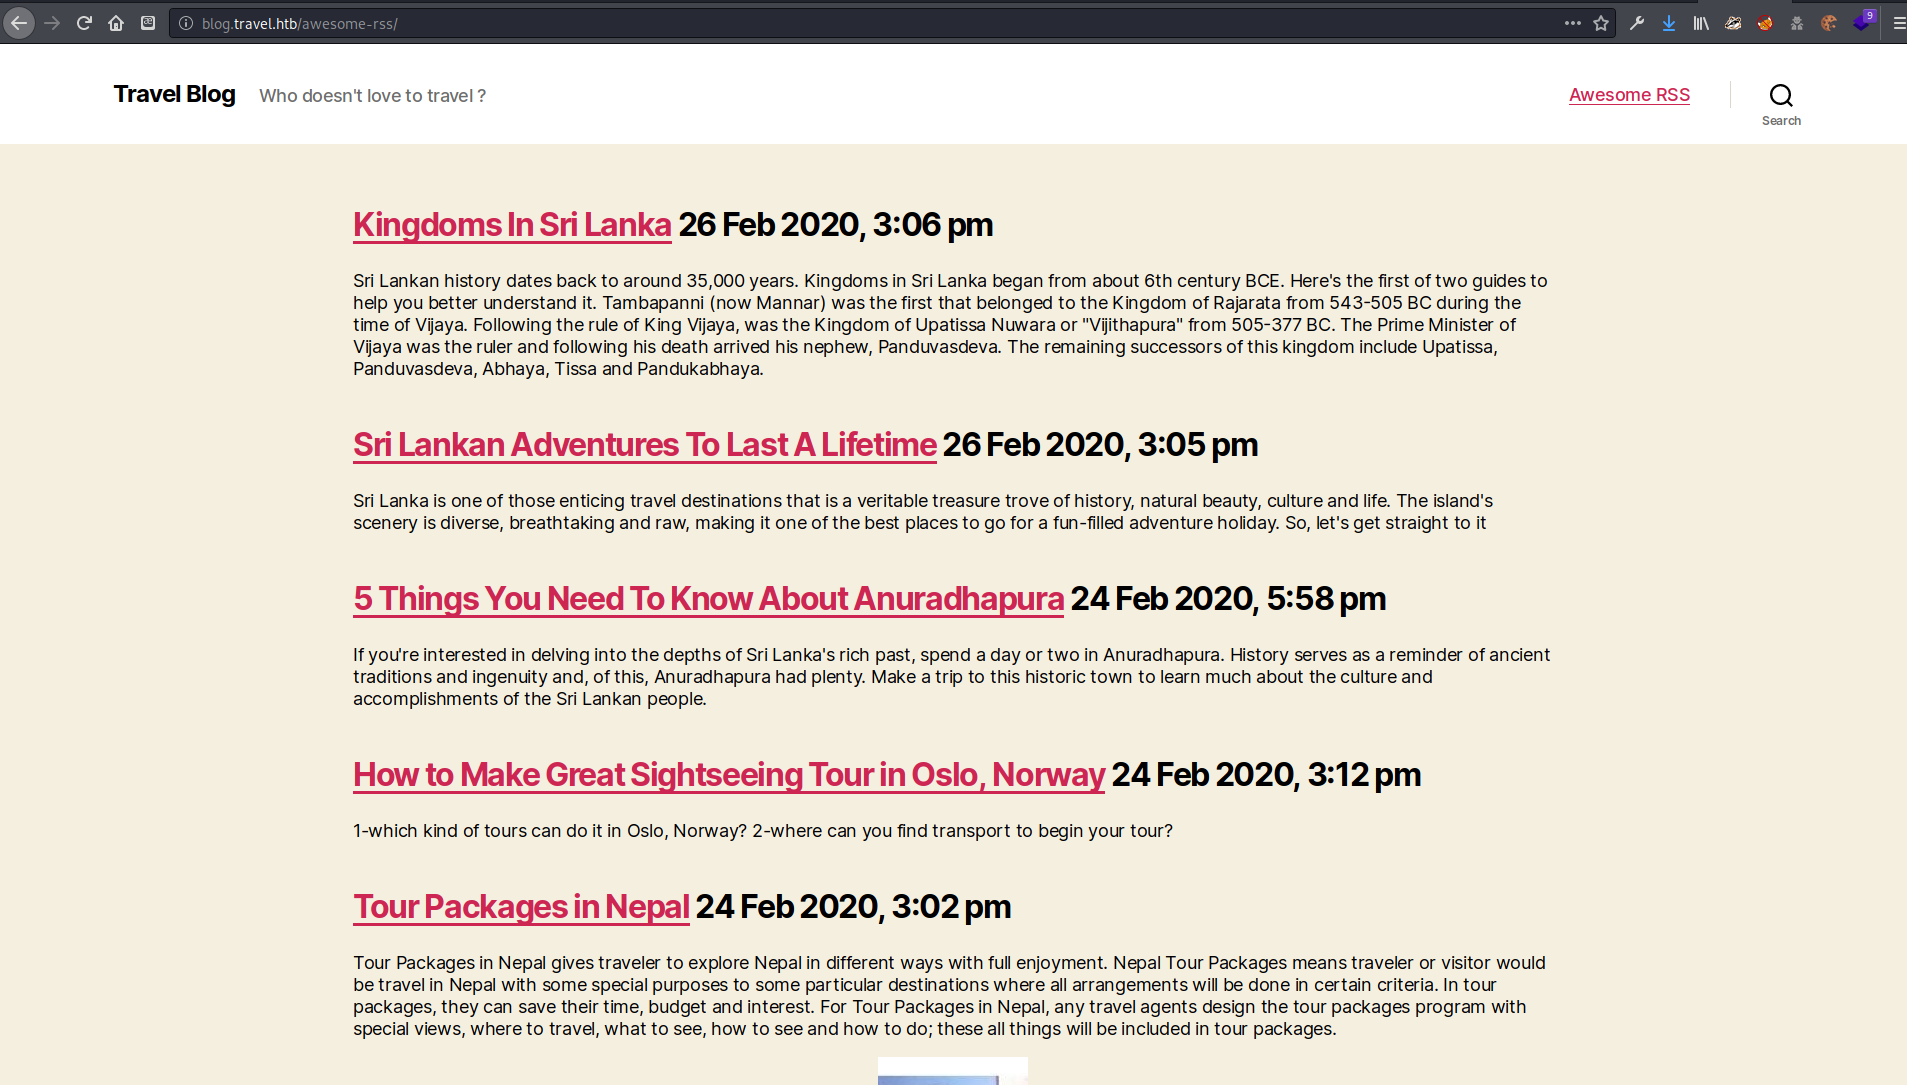 blog.travel.htb/awesome-rss/
9
Travel Blog Who doesn't love to travel ? Awesome RSS
Search
Kingdoms In Sri Lanka 26 Feb 2020, 3:06 pm
Sri Lankan history dates back to around 35,000 years. Kingdoms in Sri Lanka began from about 6th century BCE. Here's the first of two guides to
help you better understand it. Tambapanni (now Mannar) was the first that belonged to the Kingdom of Rajarata from 543-505 BC during the
time of Vijaya. Following the rule of King Vijaya, was the Kingdom of Upatissa Nuwara or "Vijithapura" from 505-377 BC. The Prime Minister of
Vijaya was the ruler and following his death arrived his nephew, Panduvasdeva. The remaining successors of this kingdom include Upatissa,
Panduvasdeva, Abhaya, Tissa and Pandukabhaya.
Sri Lankan Adventures To Last A Lifetime 26 Feb 2020, 3:05 pm
Sri Lanka is one of those enticing travel destinations that is a veritable treasure trove of history, natural beauty, culture and life. The island's
scenery is diverse, breathtaking and raw, making it one of the best places to go for a fun-filled adventure holiday. So, let's get straight to it
5 Things You Need To Know About Anuradhapura 24 Feb 2020, 5:58 pm
If you're interested in delving into the depths of Sri Lanka's rich past, spend a day or two in Anuradhapura. History serves as a reminder of ancient
traditions and ingenuity and, of this, Anuradhapura had plenty. Make a trip to this historic town to learn much about the culture and
accomplishments of the Sri Lankan people.
How to Make Great Sightseeing Tour in Oslo, Norway 24 Feb 2020, 3:12 pm
1-which kind of tours can do it in Oslo, Norway? 2-where can you find transport to begin your tour?
Tour Packages in Nepal 24 Feb 2020, 3:02 pm
Tour Packages in Nepal gives traveler to explore Nepal in different ways with full enjoyment. Nepal Tour Packages means traveler or visitor would
be travel in Nepal with some special purposes to some particular destinations where all arrangements will be done in certain criteria. In tour
packages, they can save their time, budget and interest. For Tour Packages in Nepal, any travel agents design the tour packages program with
special views, where to travel, what to see, how to see and how to do; these all things will be included in tour packages.